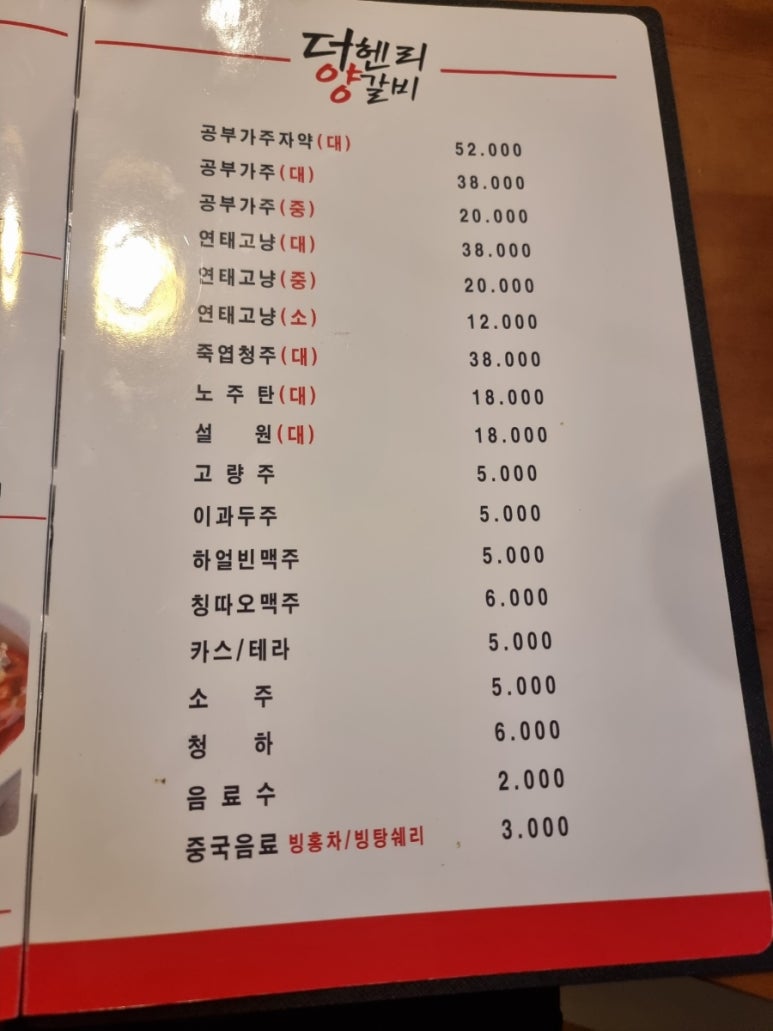 더헨리
양갈비
공부가주자약(대) 52.000
공부가주(대) 38.000
공부가주(중) 20.000
연태고냥(대) 38.000
연태고냥(중) 20.000
연태고냥(소) 12.000
죽엽청주(대) 38.000
노 주 탄(대) 18.000
설 원(대) 18.000
고 량 주 5.000
이과두주 5.000
하얼빈맥주 5.000
칭따오맥주 6.000
카스/테라 5.000
소 주 5.000
청 하 6.000
음 료 수 2.000
중국음료 빙홍차/빙탕쉐리 3.000